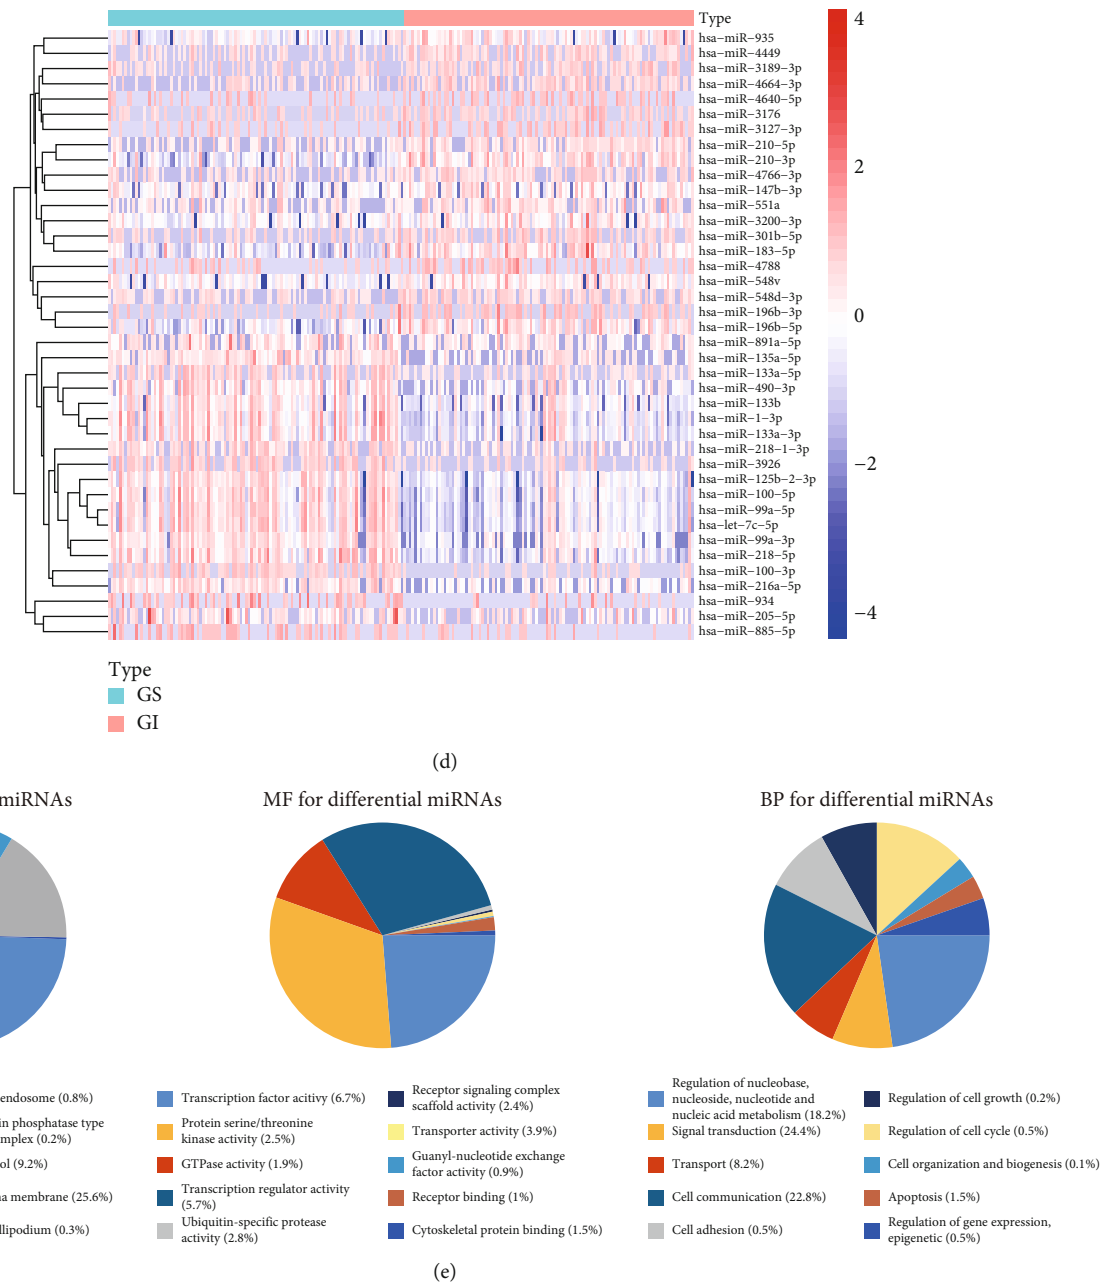 Type
4
2
0
−2
−4
hsa−miR−935
hsa−miR−4449
hsa−miR−3189−3p
hsa−miR−4664−3p
hsa−miR−4640−5p
hsa−miR−3176
hsa−miR−3127−3p
hsa−miR−210−5p
hsa−miR−210−3p
hsa−miR−4766−3p
hsa−miR−147b−3p
hsa−miR−551a
hsa−miR−3200−3p
hsa−miR−301b−5p
hsa−miR−183−5p
hsa−miR−4788
hsa−miR−548v
hsa−miR−548d−3p
hsa−miR−196b−3p
hsa−miR−196b−5p
hsa−miR−891a−5p
hsa−miR−135a−5p
hsa−miR−133a−5p
hsa−miR−490−3p
hsa−miR−133b
hsa−miR−1−3p
hsa−miR−133a−3p
hsa−miR−218−1−3p
hsa−miR−3926
hsa−miR−125b−2−3p
hsa−miR−100−5p
hsa−miR−99a−5p
hsa−let−7c−5p
hsa−miR−99a−3p
hsa−miR−218−5p
hsa−miR−100−3p
hsa−miR−216a−5p
hsa−miR−934
hsa−miR−205−5p
hsa−miR−885−5p
Type
GS
GI
(d)
miRNAs
endosome (0.8%)
in phosphatase type
omplex (0.2%)
ol (9.2%)
na membrane (25.6%)
llipodium (0.3%)
MF for differential miRNAs
Transcription factor acitivy (6.7%)
Protein serine/threonine
kinase activity (2.5%)
GTPase activity (1.9%)
Transcription regulator activity
(5.7%)
Ubiquitin-specific protease
activity (2.8%)
Receptor signaling complex
scaffold activity (2.4%)
Transporter activity (3.9%)
Guanyl-nucleotide exchange
factor activity (0.9%)
Receptor binding (1%)
Cytoskeletal protein binding (1.5%)
BP for differential miRNAs
Regulation of nucleobase,
nucleoside, nucleotide and
nucleic acid metabolism (18.2%)
Signal transduction (24.4%)
Transport (8.2%)
Cell communication (22.8%)
Cell adhesion (0.5%)
Regulation of cell growth (0.2%)
Regulation of cell cycle (0.5%)
Cell organization and biogenesis (0.1%)
Apoptosis (1.5%)
Regulation of gene expression,
epigenetic (0.5%)
(e)